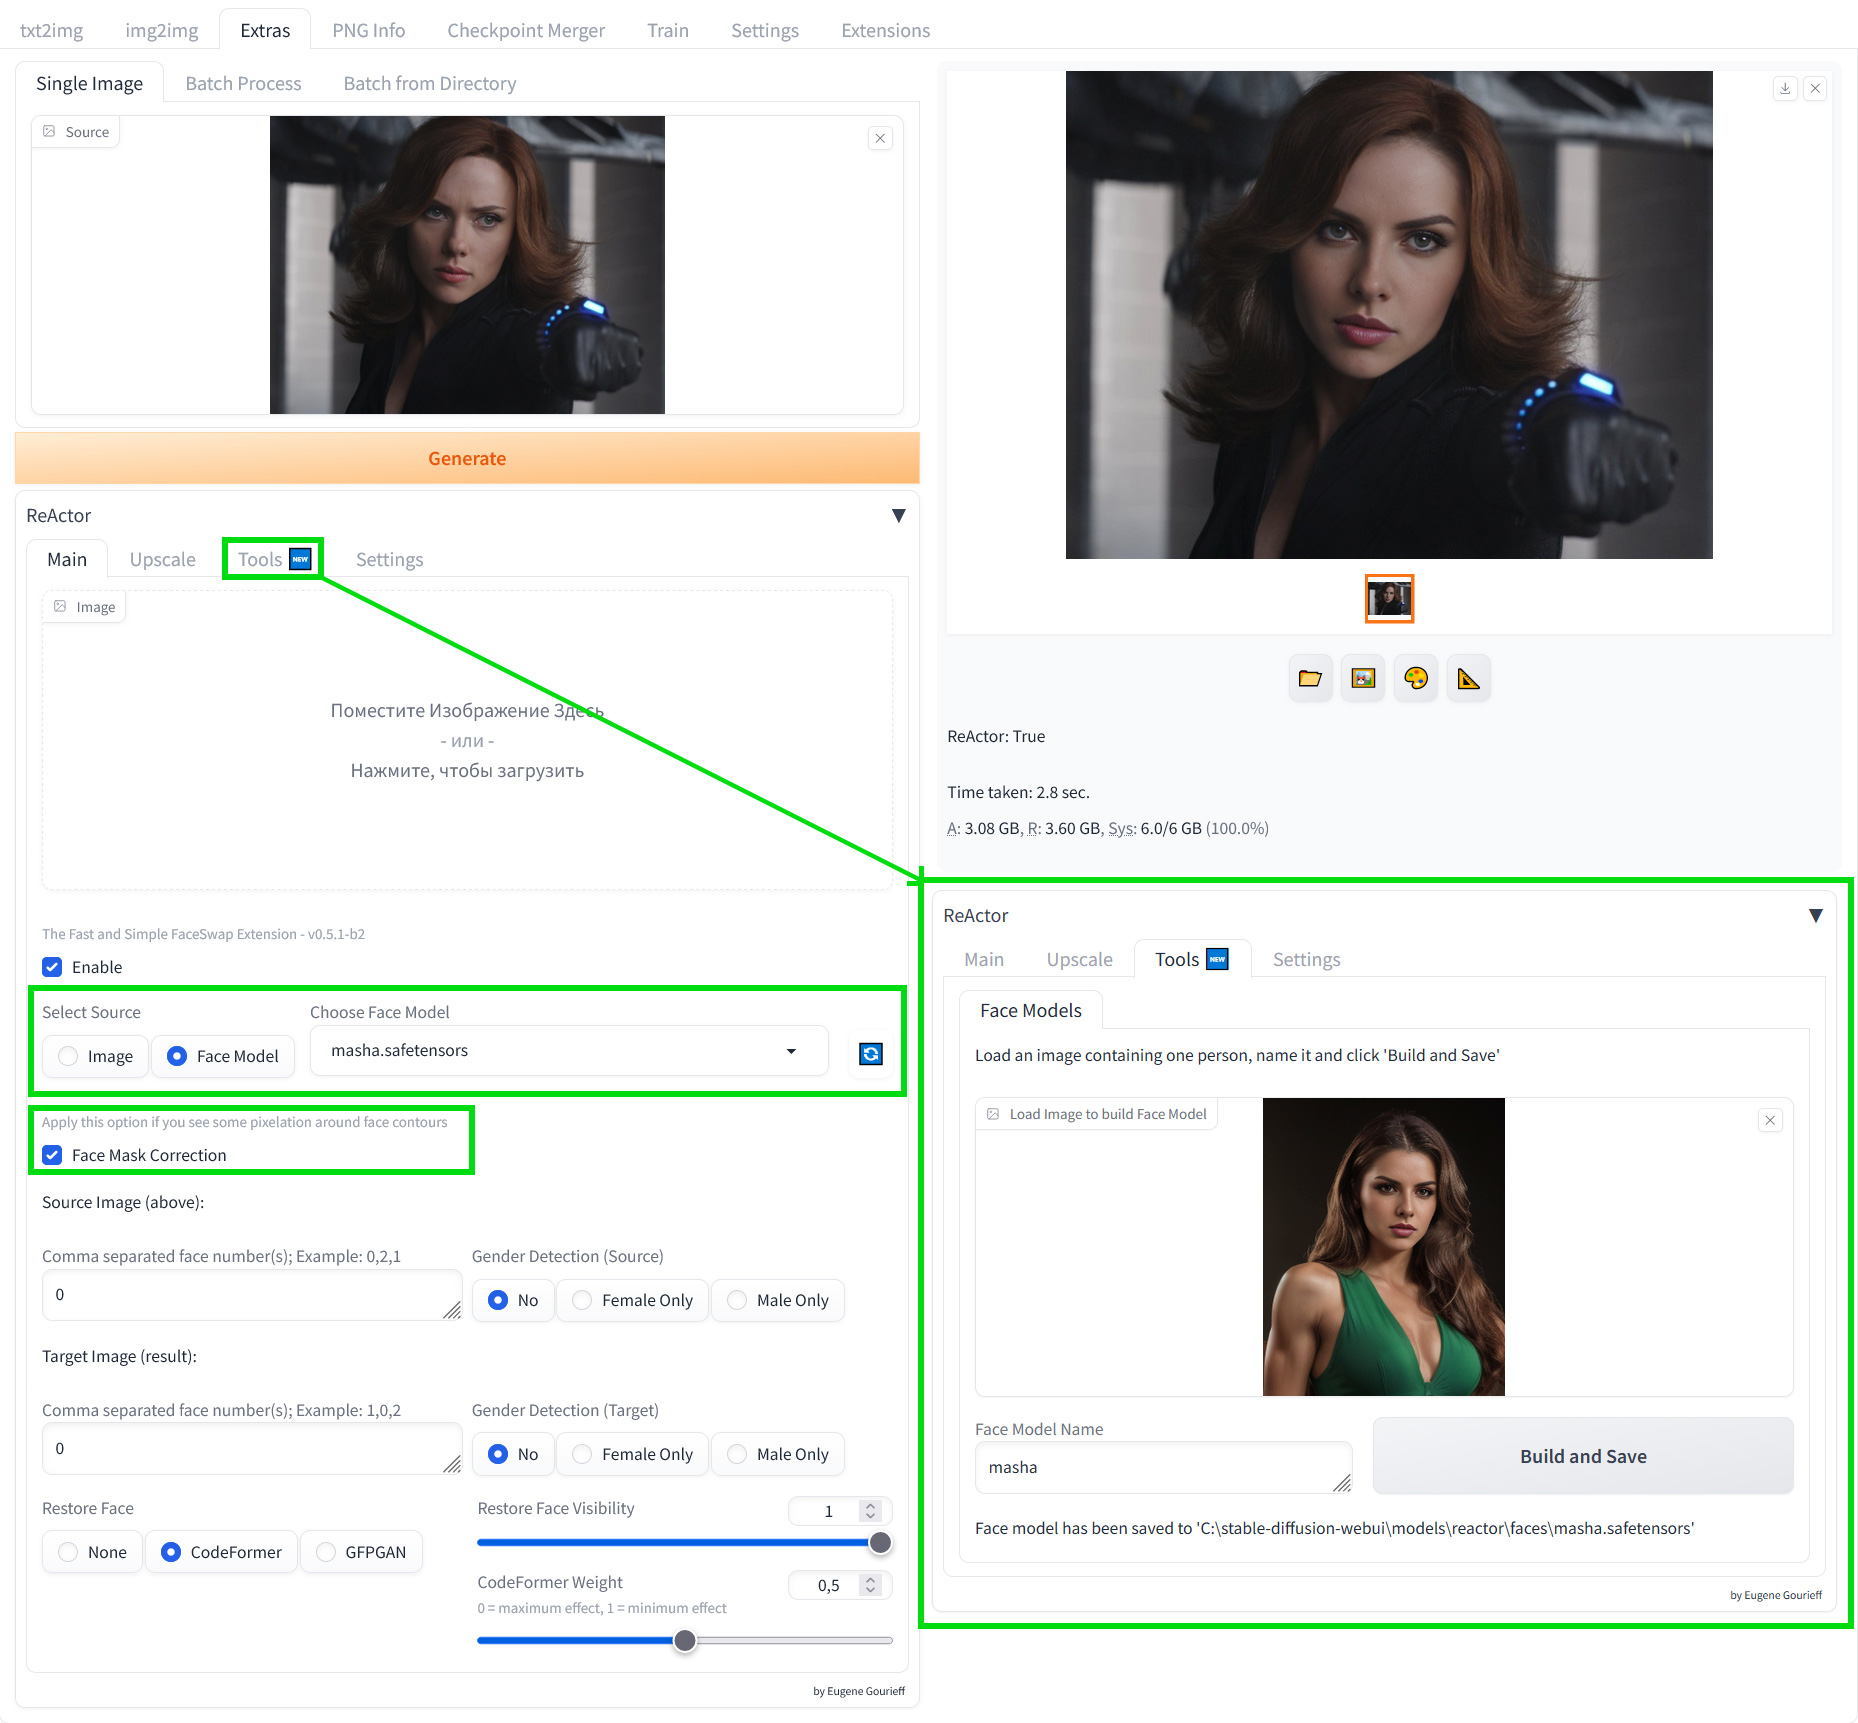 txt2img img2img Extras PNG Info Checkpoint Merger Train Settings Extensions
Single Image Batch Process Batch from Directory
Source
Generate
ReActor
Main Upscale Tools NEW Settings
Image
Поместите Изображение Здесь
- или -
Нажмите, чтобы загрузить
The Fast and Simple FaceSwap Extension - v0.5.1-b2
Enable
Select Source
Image Face Model
Choose Face Model
masha.safetensors
Apply this option if you see some pixelation around face contours
Face Mask Correction
Source Image (above):
Comma separated face number(s); Example: 0,2,1
0
Gender Detection (Source)
No Female Only Male Only
Target Image (result):
Comma separated face number(s); Example: 1,0,2
0
Gender Detection (Target)
No Female Only Male Only
Restore Face
None CodeFormer GFPGAN
Restore Face Visibility
1
CodeFormer Weight
0,5
0 = maximum effect, 1 = minimum effect
by Eugene Gourieff
ReActor: True
Time taken: 2.8 sec.
A: 3.08 GB, R: 3.60 GB, Sys: 6.0/6 GB (100.0%)
ReActor
Main Upscale Tools NEW Settings
Face Models
Load an image containing one person, name it and click 'Build and Save'
Load Image to build Face Model
Face Model Name
masha
Build and Save
Face model has been saved to 'C:\stable-diffusion-webui\models\reactor\faces\masha.safetensors'
by Eugene Gourieff